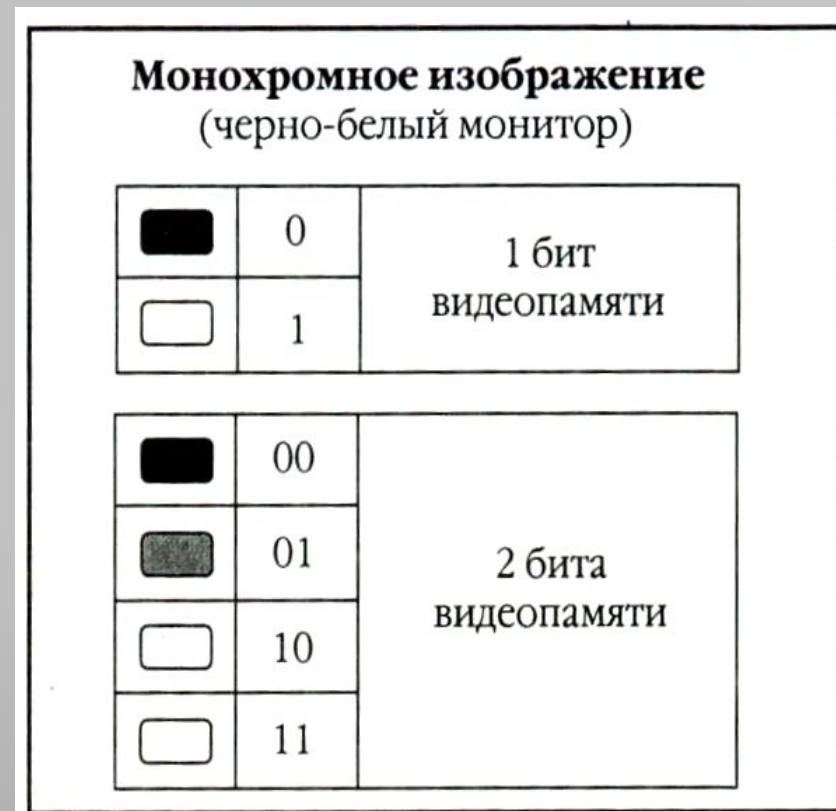 Монохромное изображение
(черно-белый монитор)
0
1
1 бит
видеопамяти
00
01
10
11
2 бита
видеопамяти